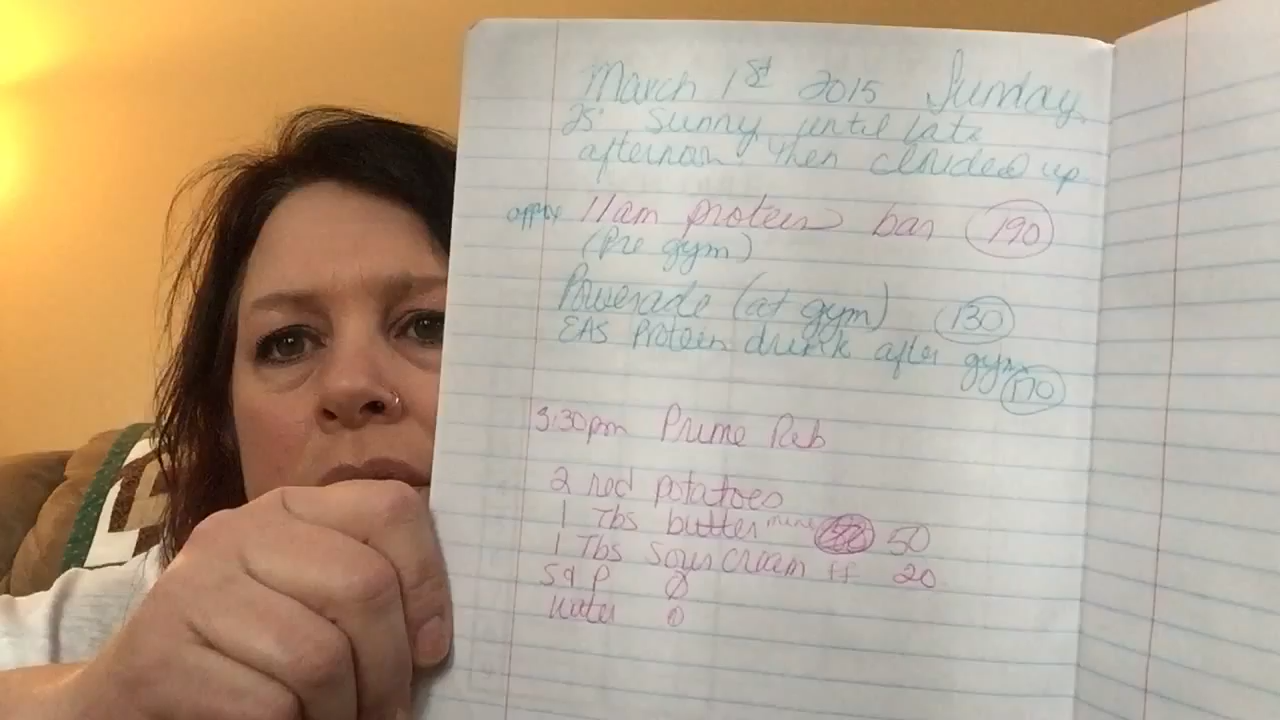 March 1st 2015 Sunday
25° Sunny until late
afternoon then clouded up
11am protein bar 190
(Pre gym)
Powerade (at gym) 130
EAS Protein drink after gym
170
3:30pm Prime Rib
2 red potatoes
1 Tbs butter 50
1 Tbs sour cream ff 20
S&P 0
water 0